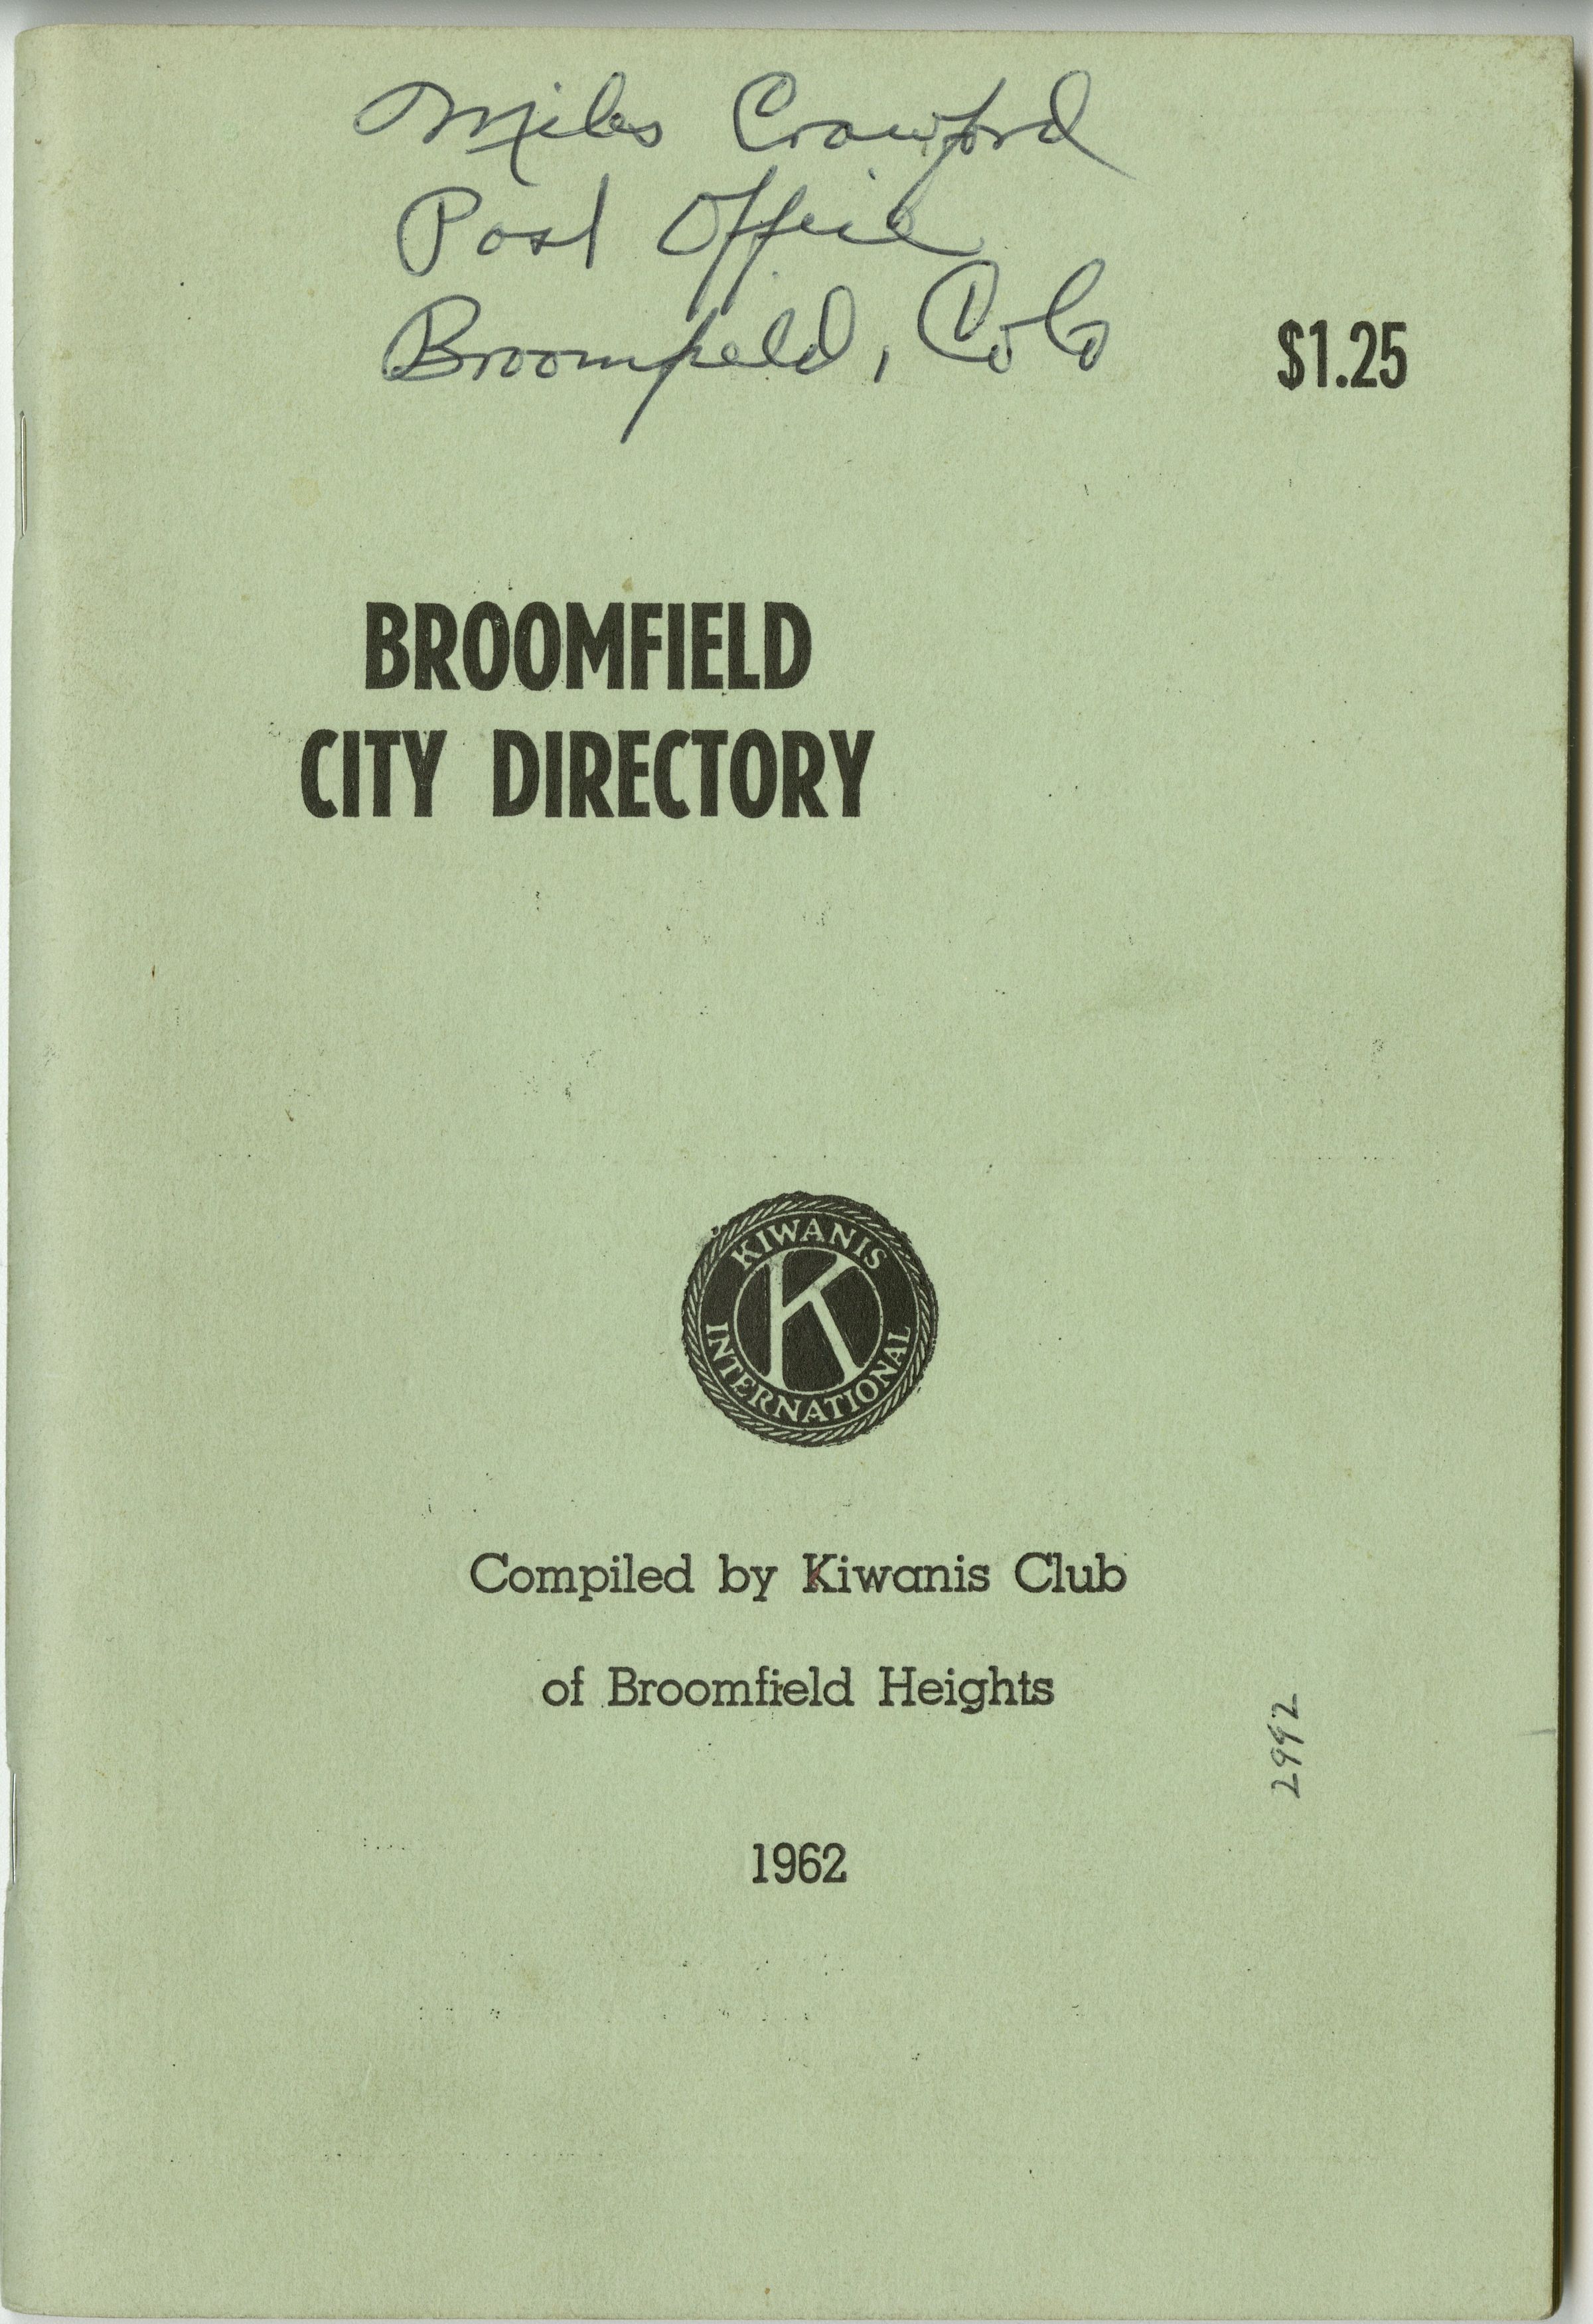 Miles Crawford
Post Office
Broomfield, Colo
$1.25
BROOMFIELD
CITY DIRECTORY
KIWANIS
K
INTERNATIONAL
Compiled by Kiwanis Club
of Broomfield Heights
2992
1962